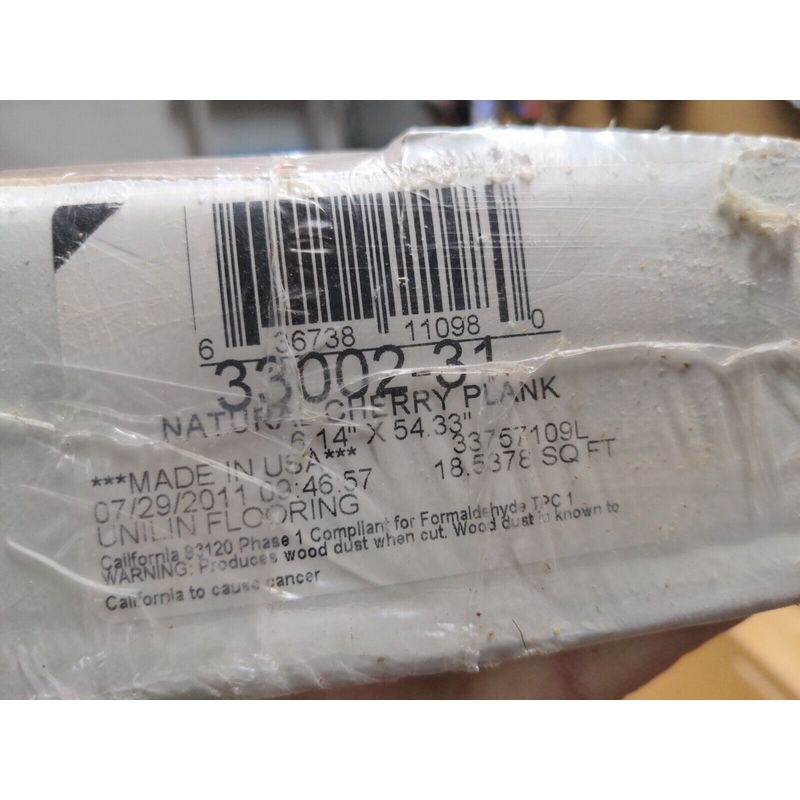 6 36738 11098 0
33002-31
NATURAL CHERRY PLANK
6.14" X 54.33"
33757109L
***MADE IN USA***
18.5378 SQ FT
07/29/2011 09:46:57
UNILIN FLOORING
California 93120 Phase 1 Compliant for Formaldehyde TPC 1
WARNING: Produces wood dust when cut. Wood dust is known to
California to cause cancer